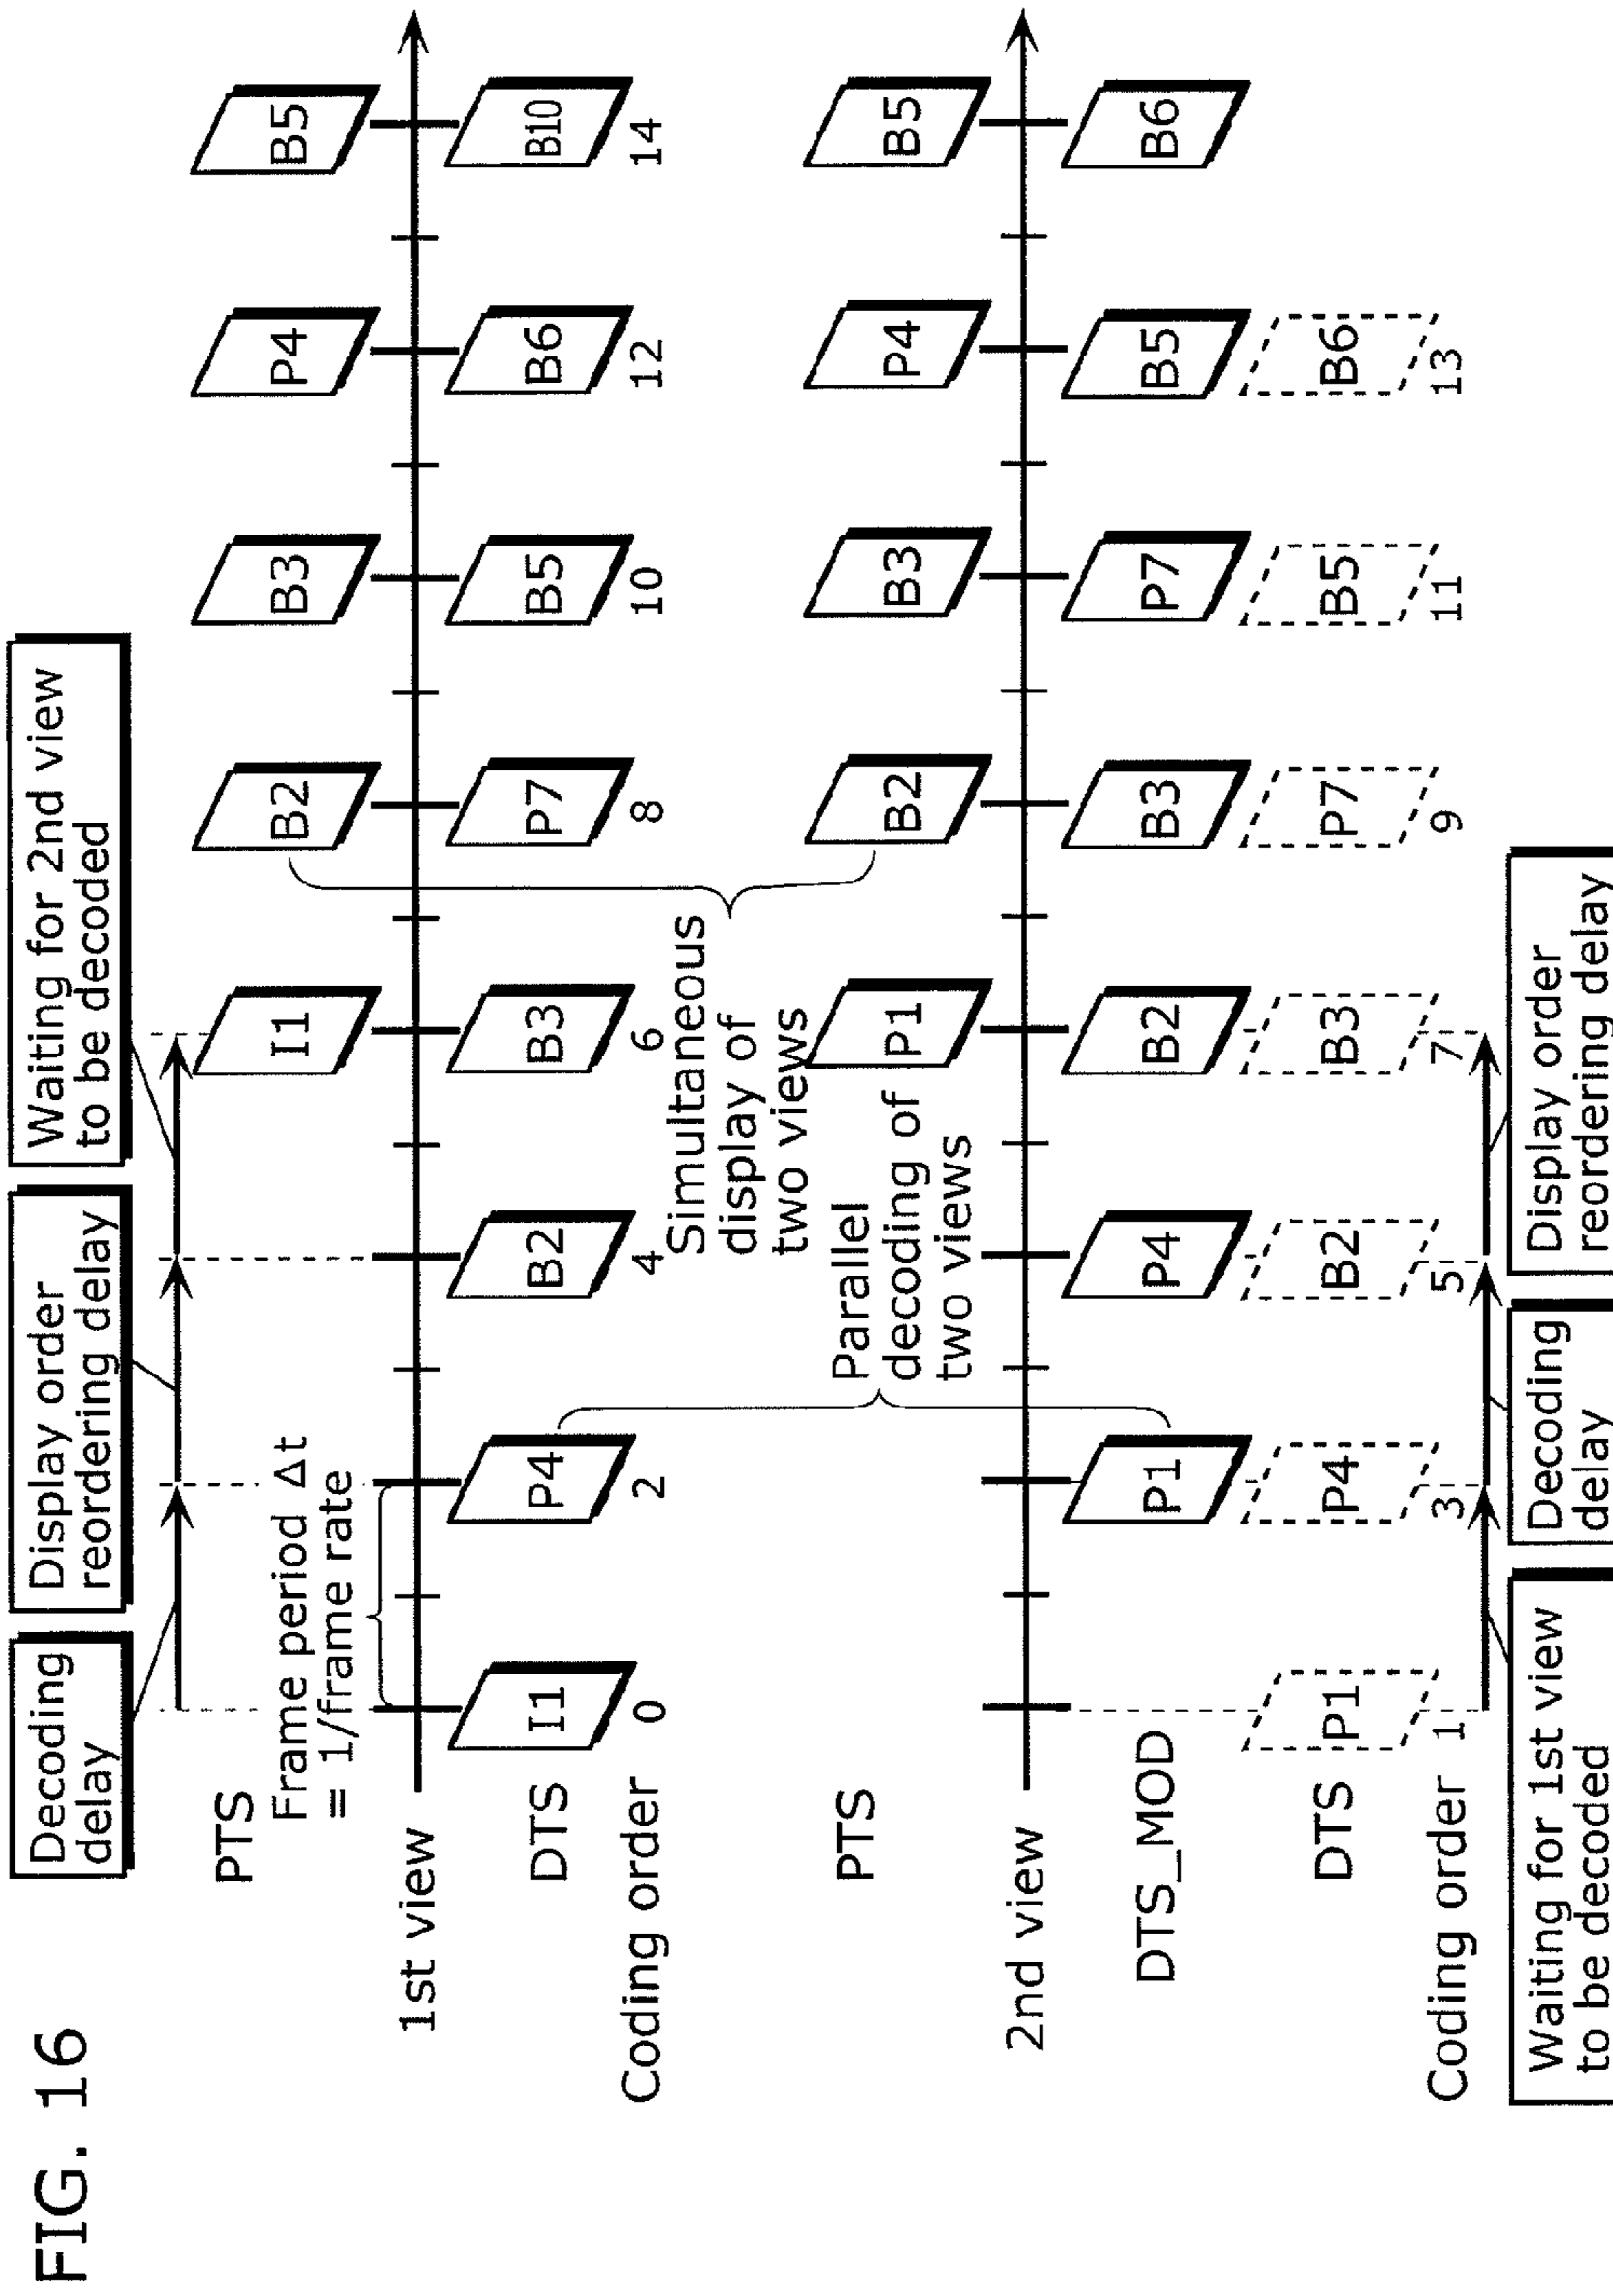 FIG. 16
Decoding
delay
Display order
reordering delay
Waiting for 2nd view
to be decoded
PTS
I1
B2
B3
P4
B5
Frame period Δt
= 1/frame rate
1st view
DTS
I1
P4
B2
B3
P7
B5
B6
B10
Coding order
0
2
4
6
8
10
12
14
Simultaneous
display of
two views
Parallel
decoding of
two views
PTS
P1
B2
B3
P4
B5
2nd view
DTS_MOD
P1
P4
B2
B3
P7
B5
B6
DTS
P1
P4
B2
B3
P7
B5
B6
Coding order
1
3
5
7
9
11
13
Waiting for 1st view
to be decoded
Decoding
delay
Display order
reordering delay